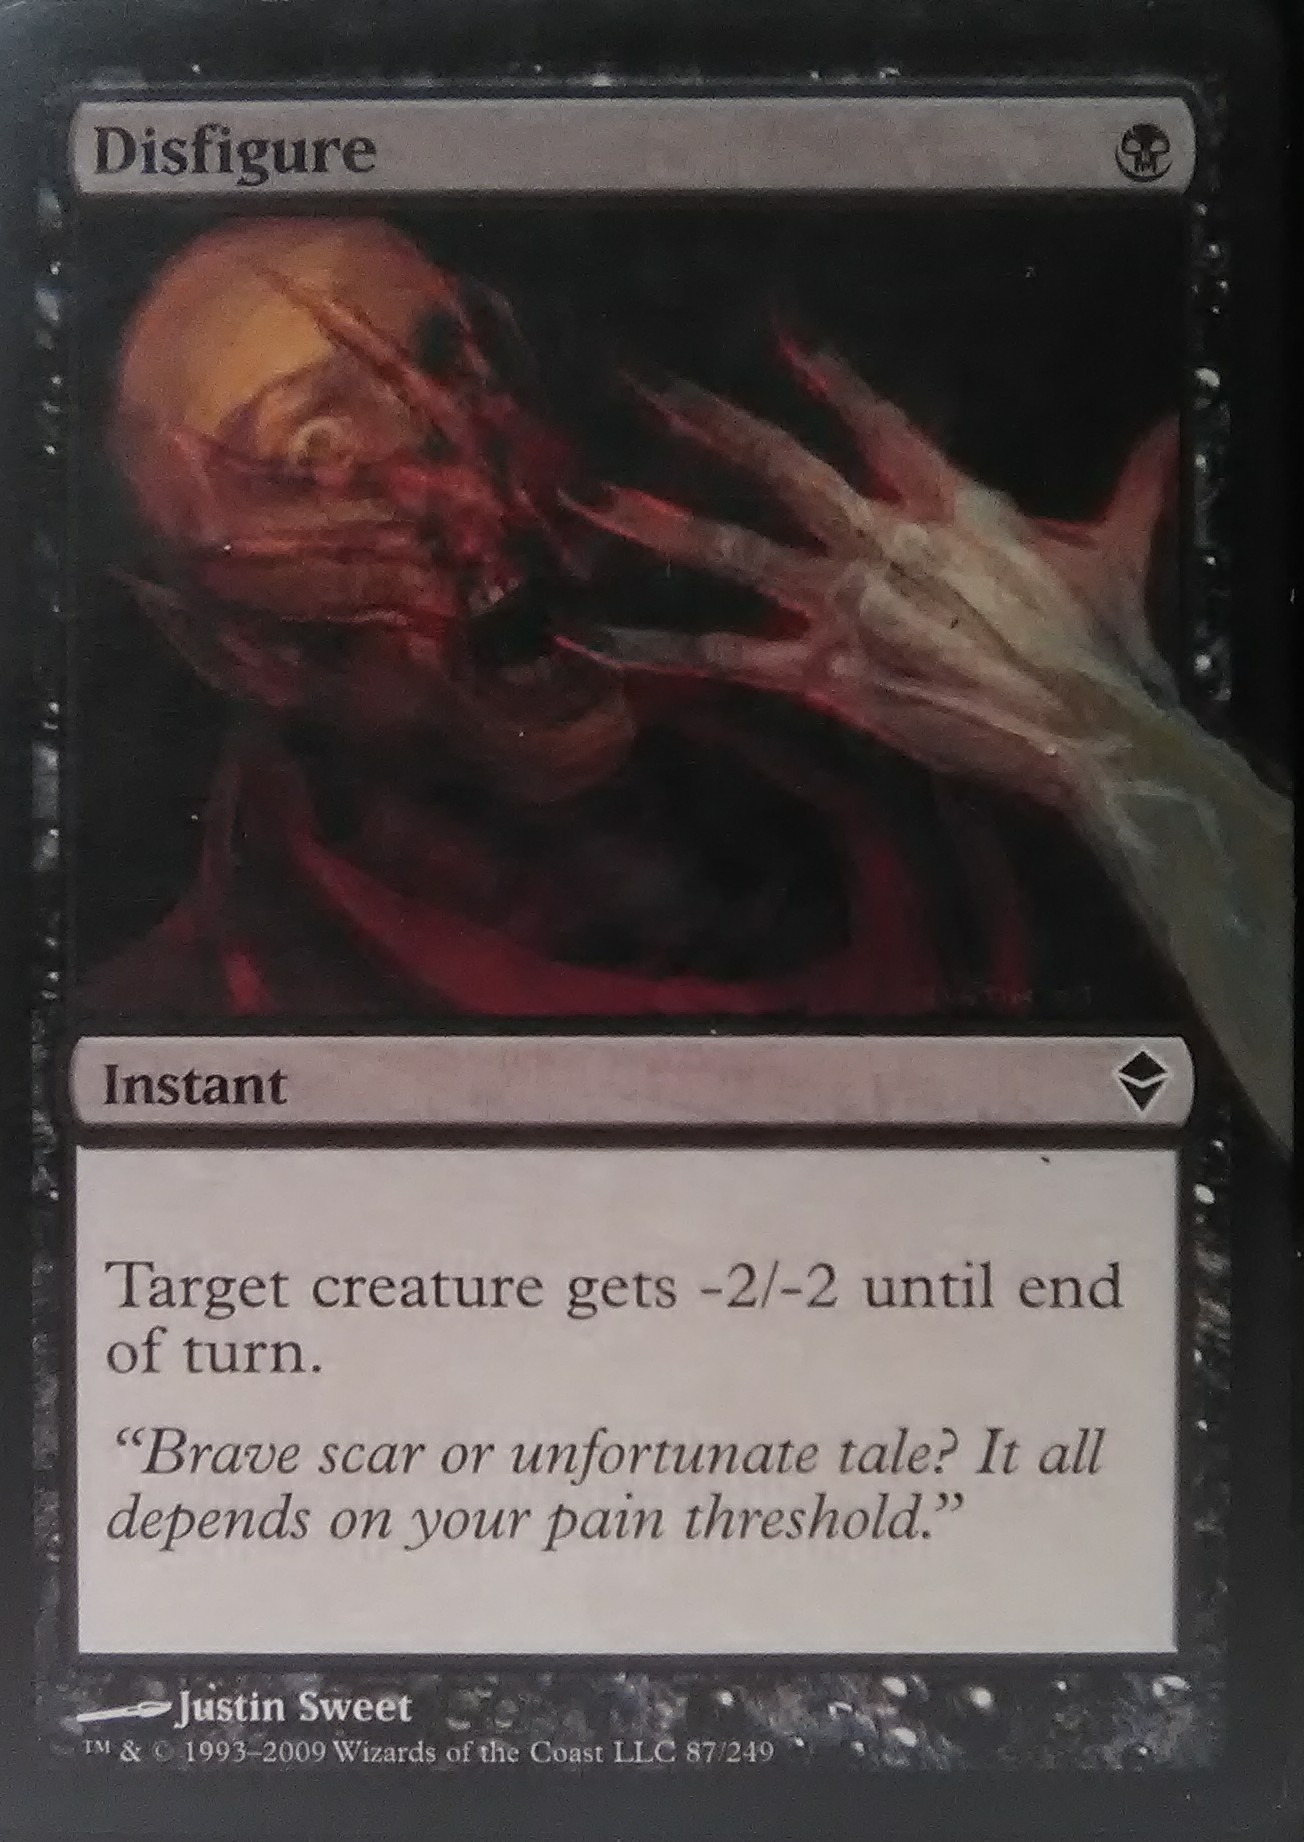 Disfigure
Instant
Target creature gets -2/-2 until end
of turn.
“Brave scar or unfortunate tale? It all
depends on your pain threshold.”
Justin Sweet
™ & © 1993–2009 Wizards of the Coast LLC 87/249